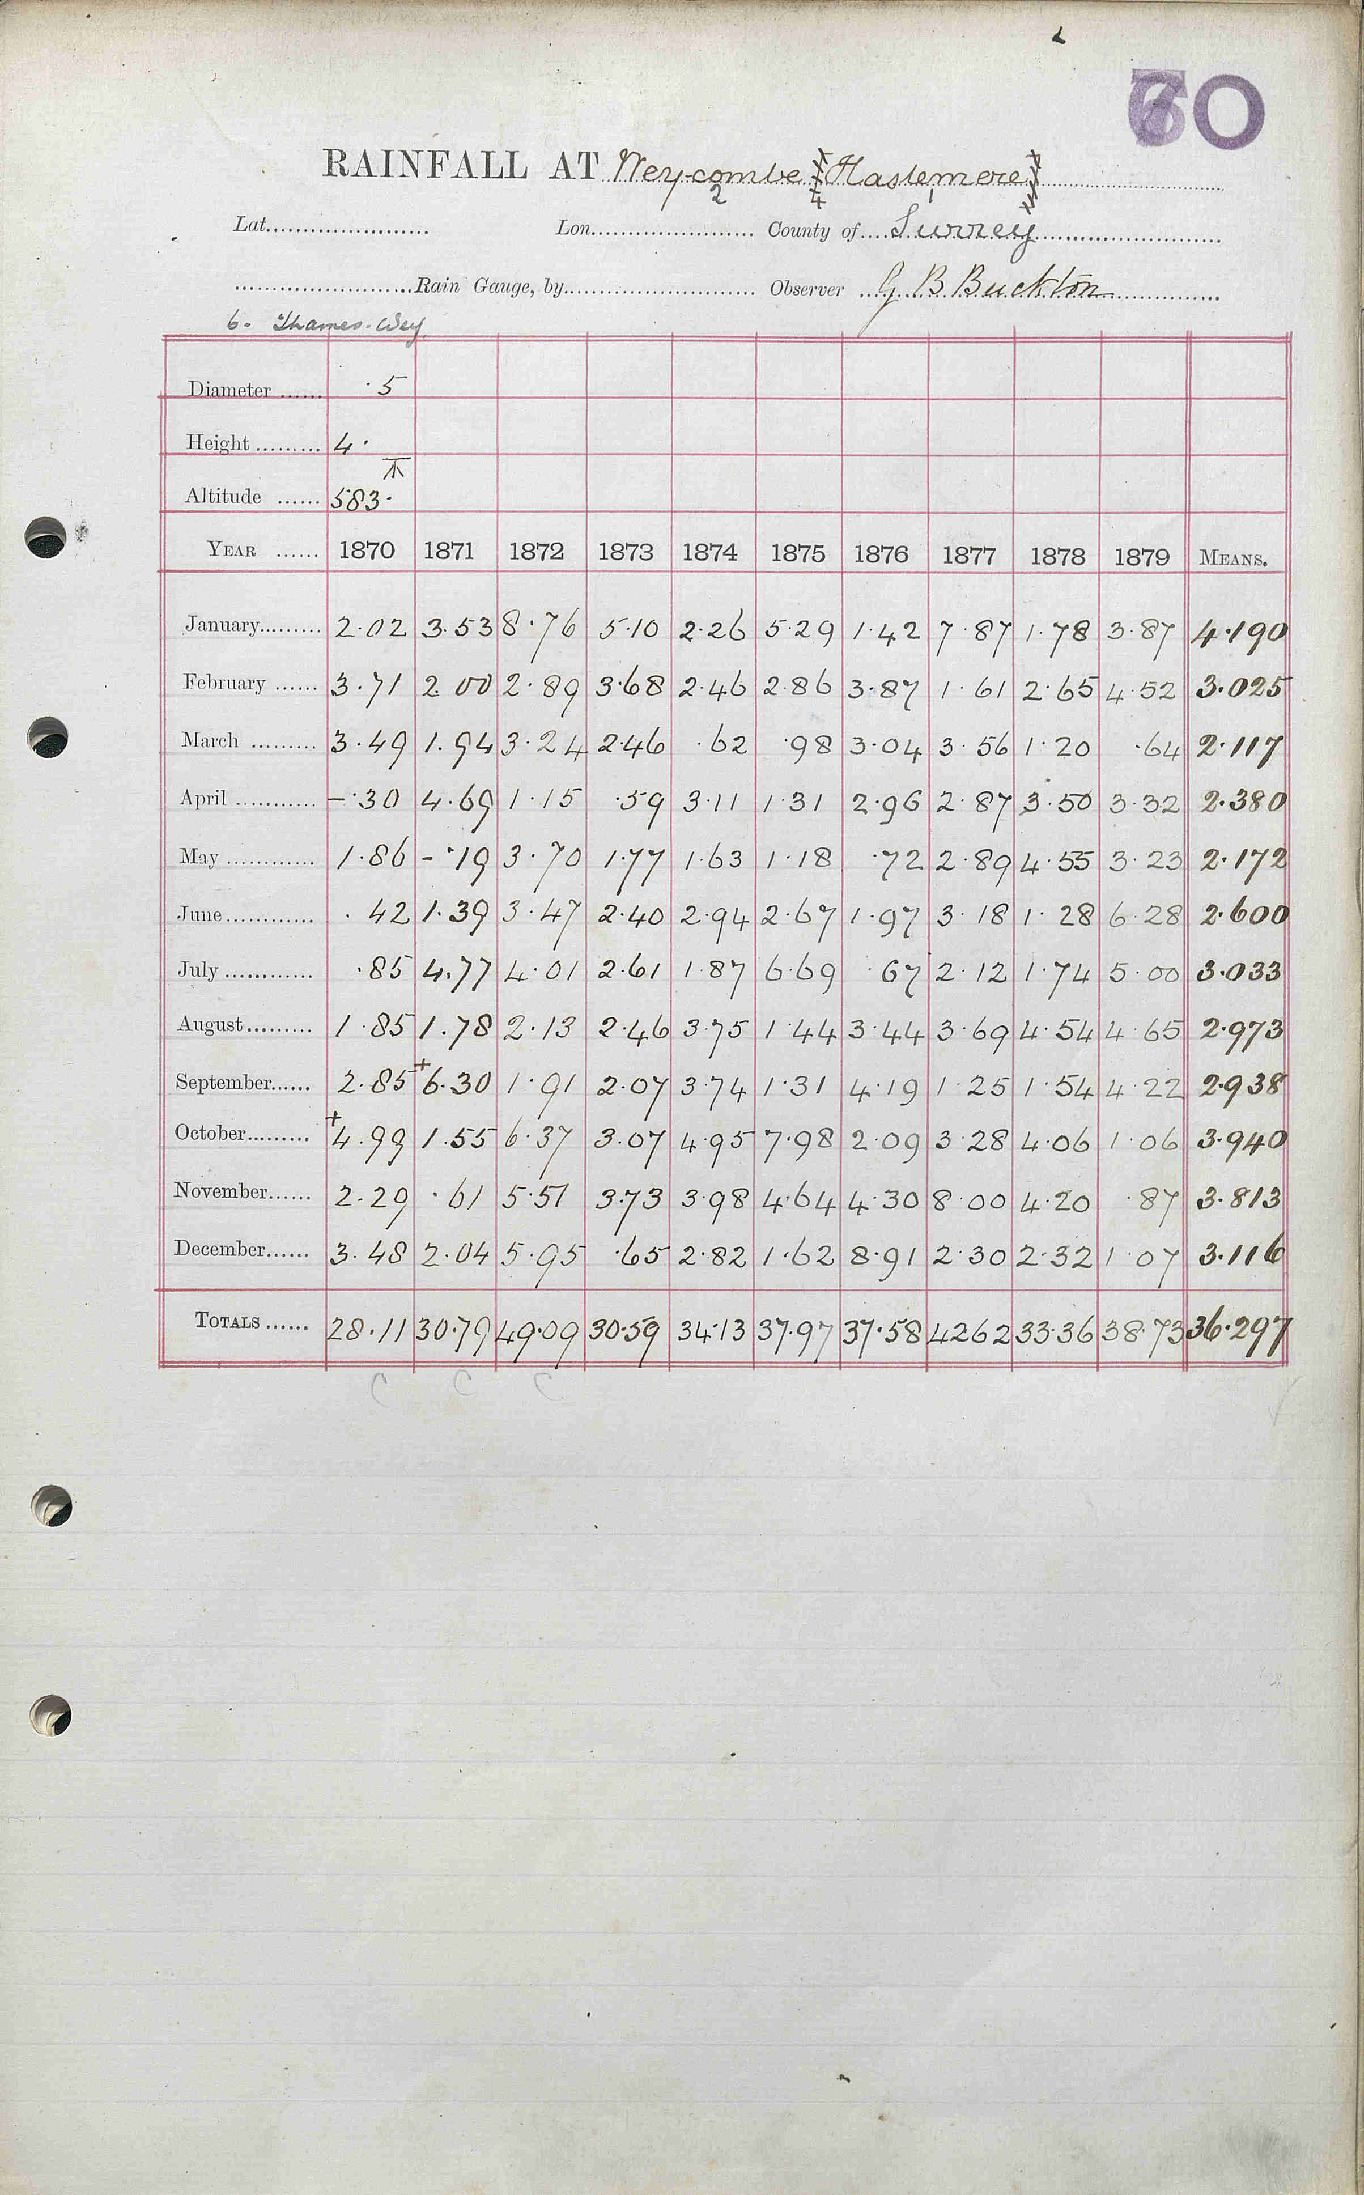 70
RAINFALL AT Weycombe Haslemere
2 4 1
Lat. Lon. County of Surrey
Rain Gauge, by Observer G B Buckton
6. Thames-Wey
Diameter ·5
Height 4·
Altitude 583·
YEAR 1870 1871 1872 1873 1874 1875 1876 1877 1878 1879 MEANS.
January 2·02 3·53 8·76 5·10 2·26 5·29 1·42 7·87 1·78 3·87 4·190
February 3·71 2·00 2·89 3·68 2·46 2·86 3·87 1·61 2·65 4·52 3·025
March 3·49 1·94 3·24 2·46 ·62 ·98 3·04 3·56 1·20 ·64 2·117
April -·30 4·69 1·15 ·59 3·11 1·31 2·96 2·87 3·50 3·32 2·380
May 1·86 -·19 3·70 1·77 1·63 1·18 ·72 2·89 4·55 3·23 2·172
June ·42 1·39 3·47 2·40 2·94 2·67 1·97 3·18 1·28 6·28 2·600
July ·85 4·77 4·01 2·61 1·87 6·69 ·67 2·12 1·74 5·00 3·033
August 1·85 1·78 2·13 2·46 3·75 1·44 3·44 3·69 4·54 4·65 2·973
September 2·85 +6·30 1·91 2·07 3·74 1·31 4·19 1·25 1·54 4·22 2·938
October +4·99 1·55 6·37 3·07 4·95 7·98 2·09 3·28 4·06 1·06 3·940
November 2·29 ·61 5·51 3·73 3·98 4·64 4·30 8·00 4·20 ·87 3·813
December 3·48 2·04 5·95 ·65 2·82 1·62 8·91 2·30 2·32 1·07 3·116
TOTALS 28·11 30·79 49·09 30·59 34·13 37·97 37·58 42·62 33·36 38·73 36·297
C C C